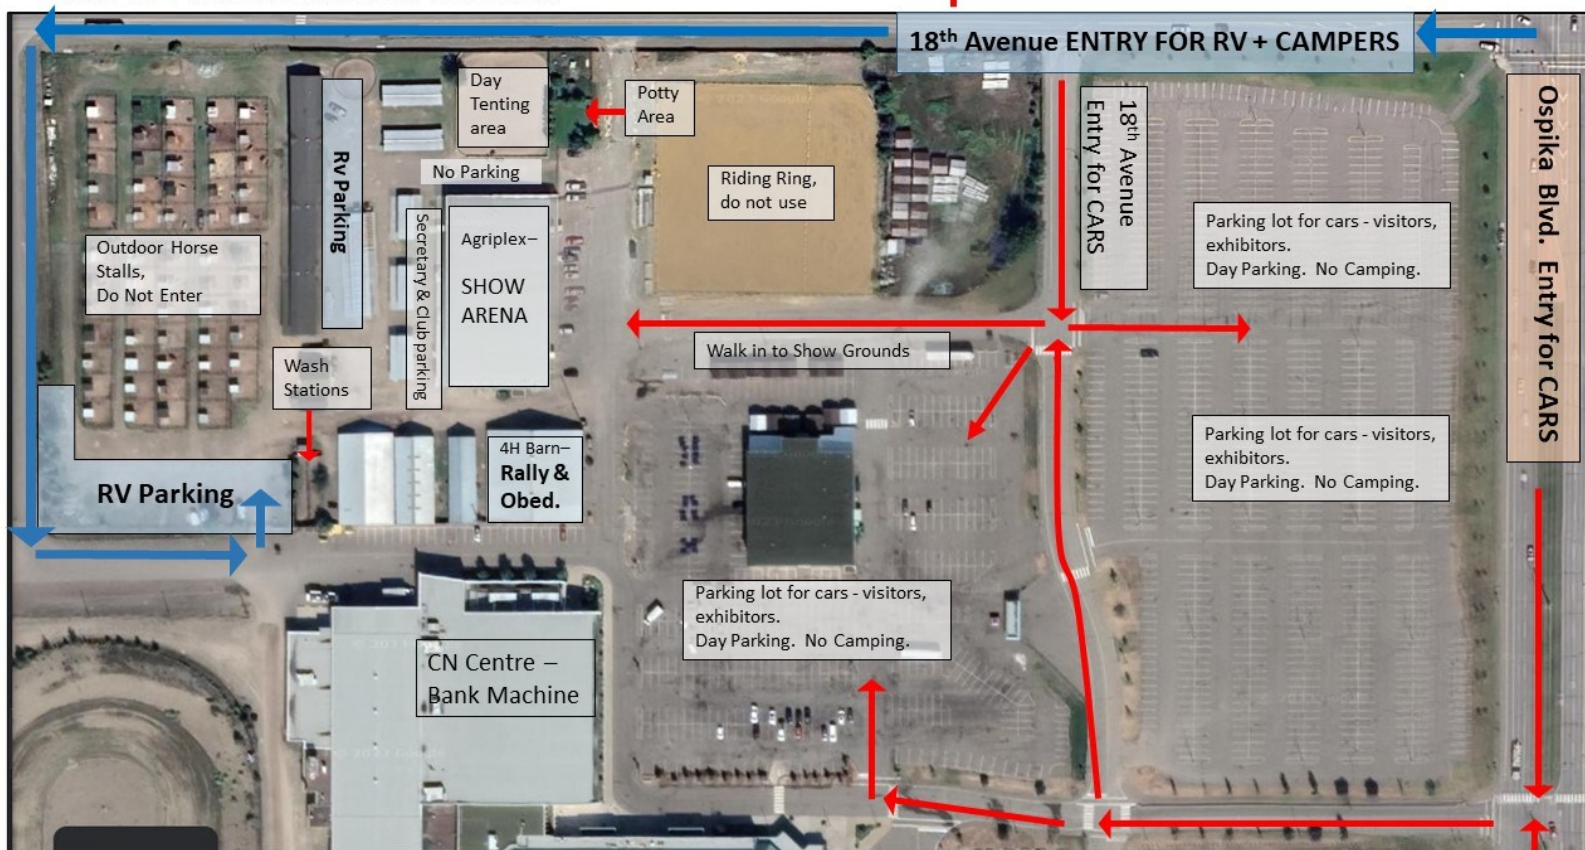 18th Avenue ENTRY FOR RV + CAMPERS
Day
Tenting
area
Potty
Area
18th Avenue
Entry for CARS
Ospika Blvd. Entry for CARS
Rv Parking
No Parking
Riding Ring,
do not use
Parking lot for cars - visitors,
exhibitors.
Day Parking. No Camping.
Outdoor Horse
Stalls,
Do Not Enter
Secretary & Club parking
Agriplex–
SHOW
ARENA
Walk in to Show Grounds
Wash
Stations
Parking lot for cars - visitors,
exhibitors.
Day Parking. No Camping.
RV Parking
4H Barn–
Rally &
Obed.
Parking lot for cars - visitors,
exhibitors.
Day Parking. No Camping.
CN Centre –
Bank Machine